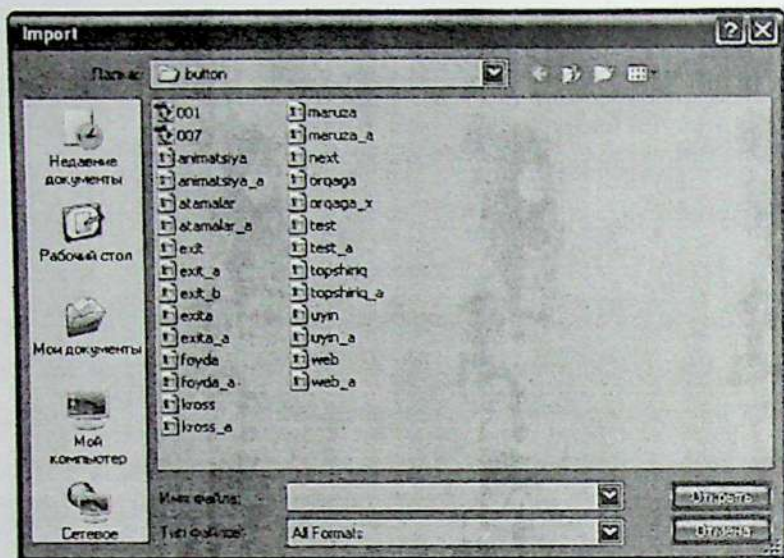 Import
Папка: button
Недавние документы
Рабочий стол
Мои документы
Мой компьютер
Сетевое
001
007
animatsiya
animatsiya_a
atamalar
atamalar_a
exit
exit_a
exit_b
exita
exita_a
foyda
foyda_a
kross
kross_a
maruza
maruza_a
next
orqaga
orqaga_x
test
test_a
topshiriq
topshiriq_a
uyin
uyin_a
web
web_a
Имя файла:
Открыть
Тип файлов: All Formats
Отмена